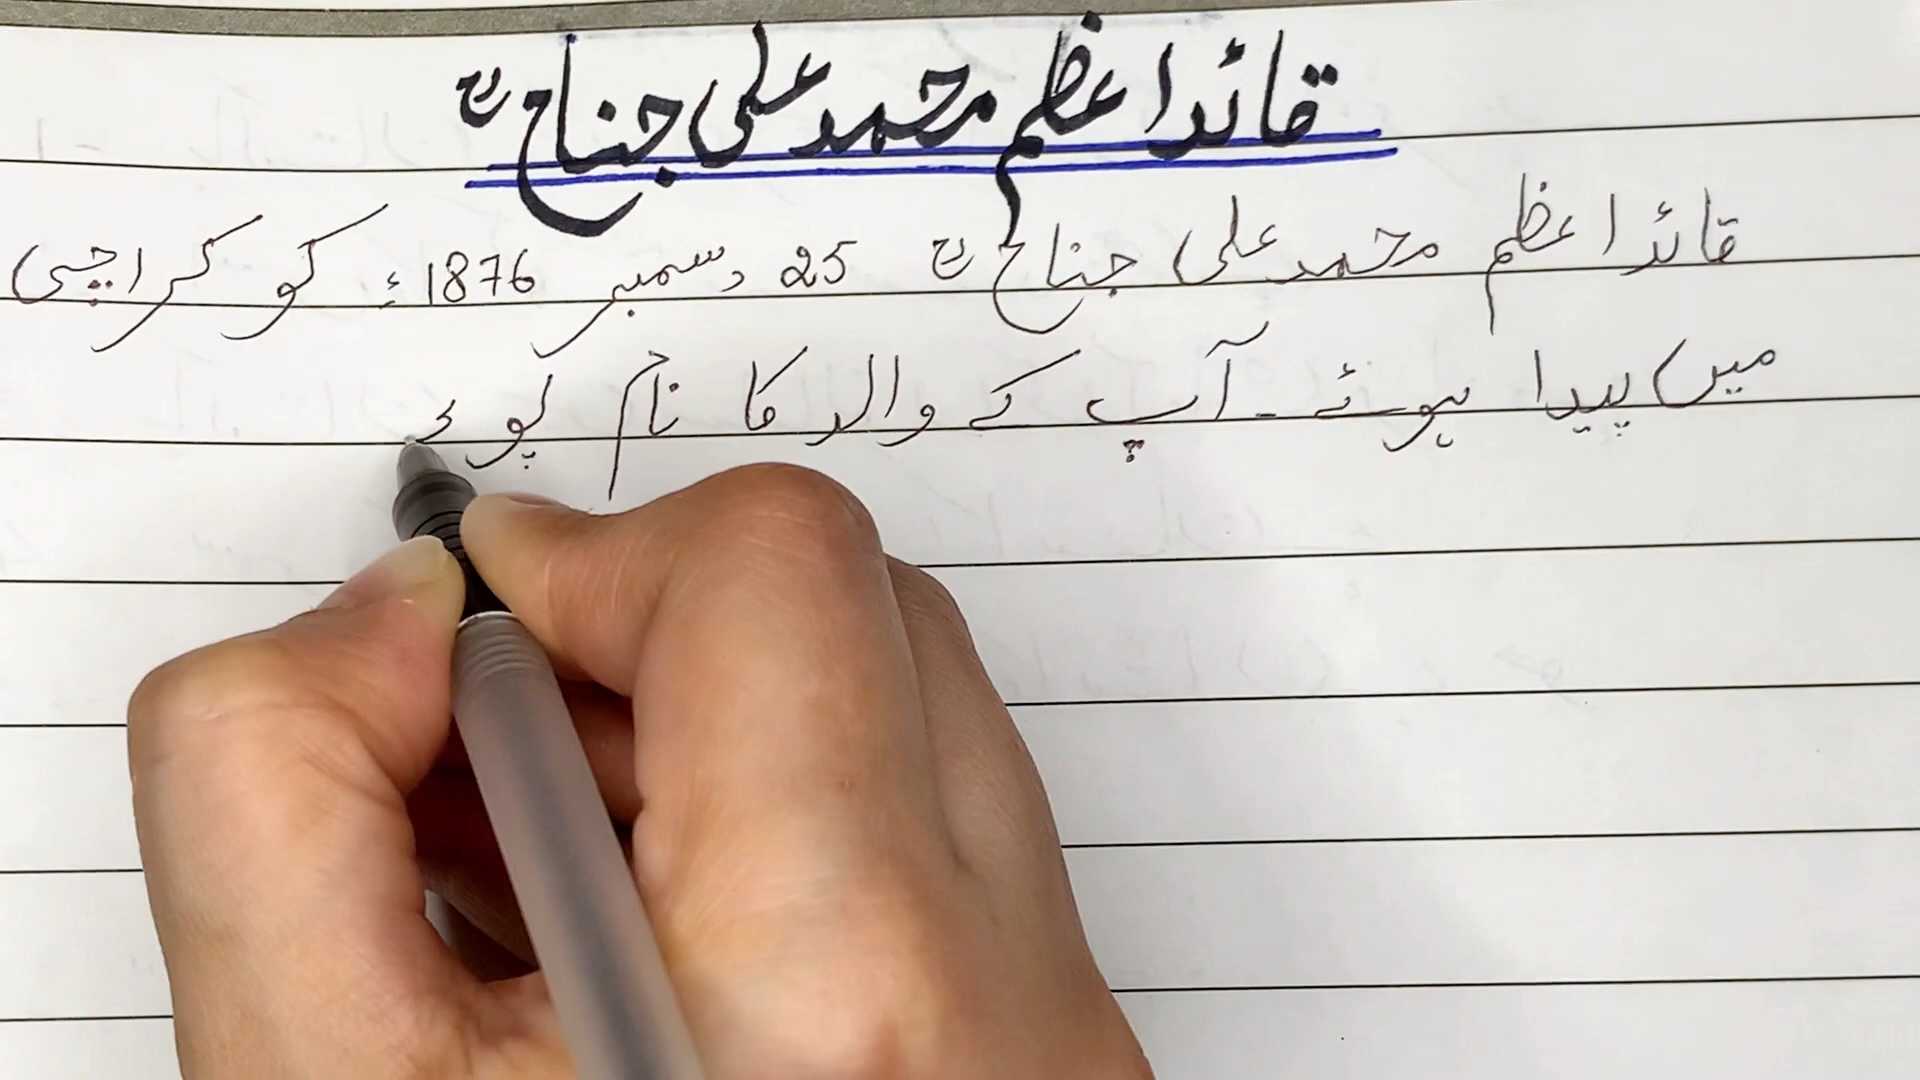 قائداعظم محمد علی جناحؒ
قائداعظم محمد علی جناحؒ 25 دسمبر 1876ء کو کراچی
میں پیدا ہوئے۔ آپ کے والد کا نام پو